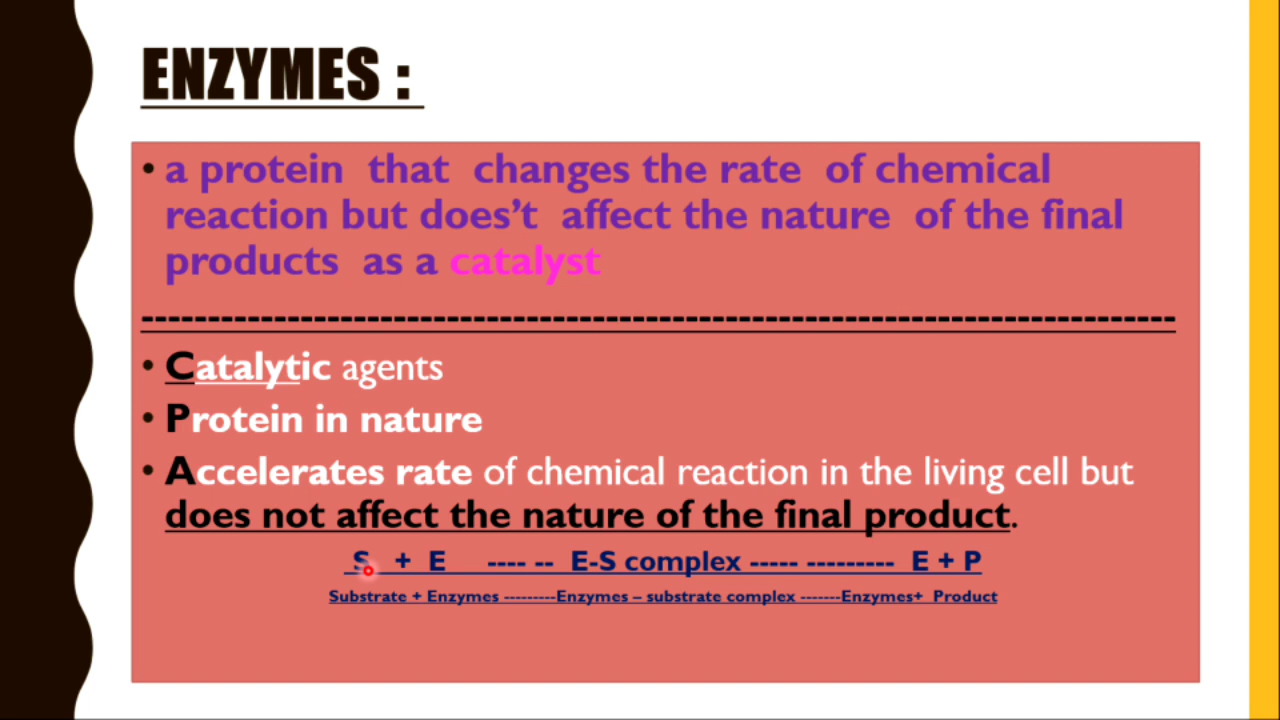 ENZYMES :
• a protein that changes the rate of chemical
reaction but does't affect the nature of the final
products as a catalyst
------------------------------------------------------------------------------
• Catalytic agents
• Protein in nature
• Accelerates rate of chemical reaction in the living cell but
does not affect the nature of the final product.
S + E ---- -- E-S complex ----- --------- E + P
Substrate + Enzymes ---------Enzymes – substrate complex -------Enzymes+ Product